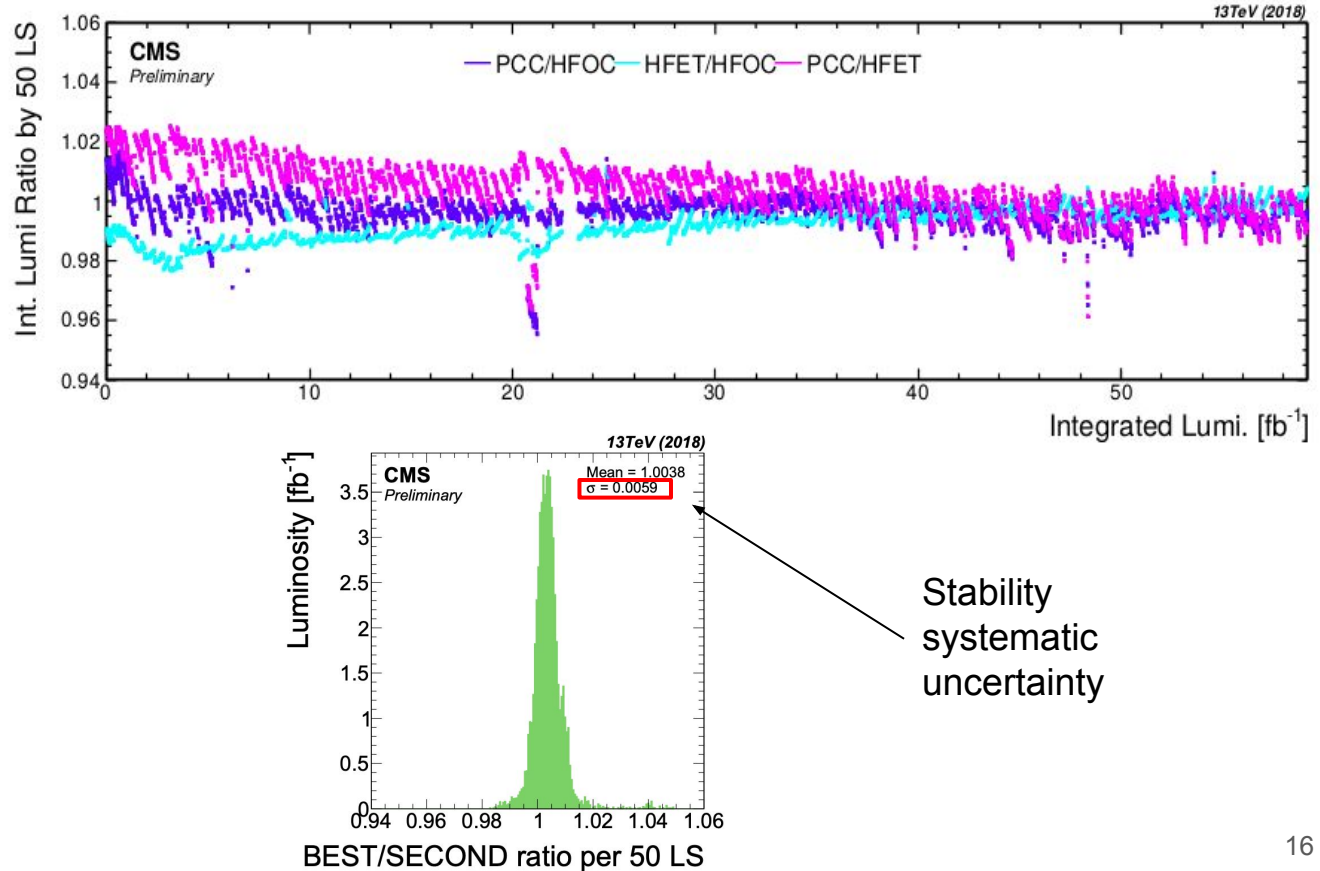 13TeV (2018)
CMS
Preliminary
PCC/HFOC HFET/HFOC PCC/HFET
Int. Lumi Ratio by 50 LS
1.06
1.04
1.02
1
0.98
0.96
0.94
0 10 20 30 40 50
Integrated Lumi. [fb⁻¹]
13TeV (2018)
CMS
Preliminary
Mean = 1.0038
σ = 0.0059
Luminosity [fb⁻¹]
3.5
3
2.5
2
1.5
1
0.5
0
0.94 0.96 0.98 1 1.02 1.04 1.06
BEST/SECOND ratio per 50 LS
Stability
systematic
uncertainty
16